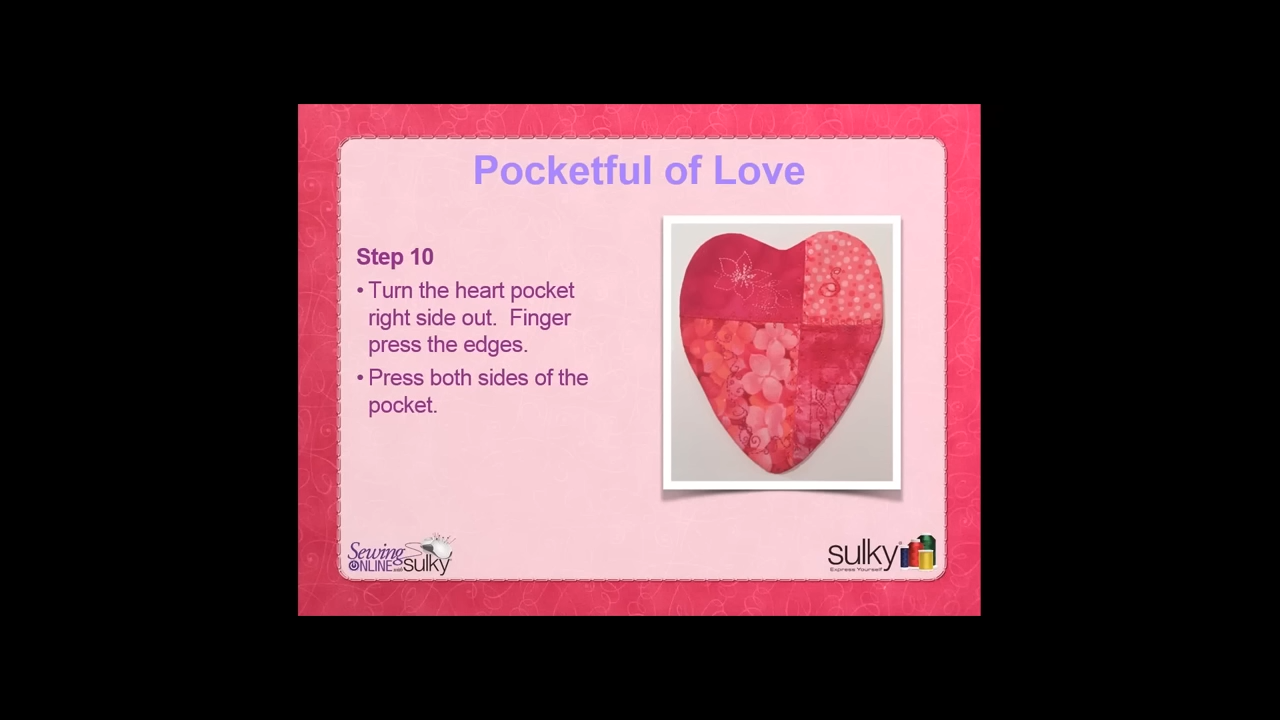 Pocketful of Love
Step 10
• Turn the heart pocket
right side out.  Finger
press the edges.
• Press both sides of the
pocket.
S
Sewing
ONLINE with sulky
sulky®
Express Yourself